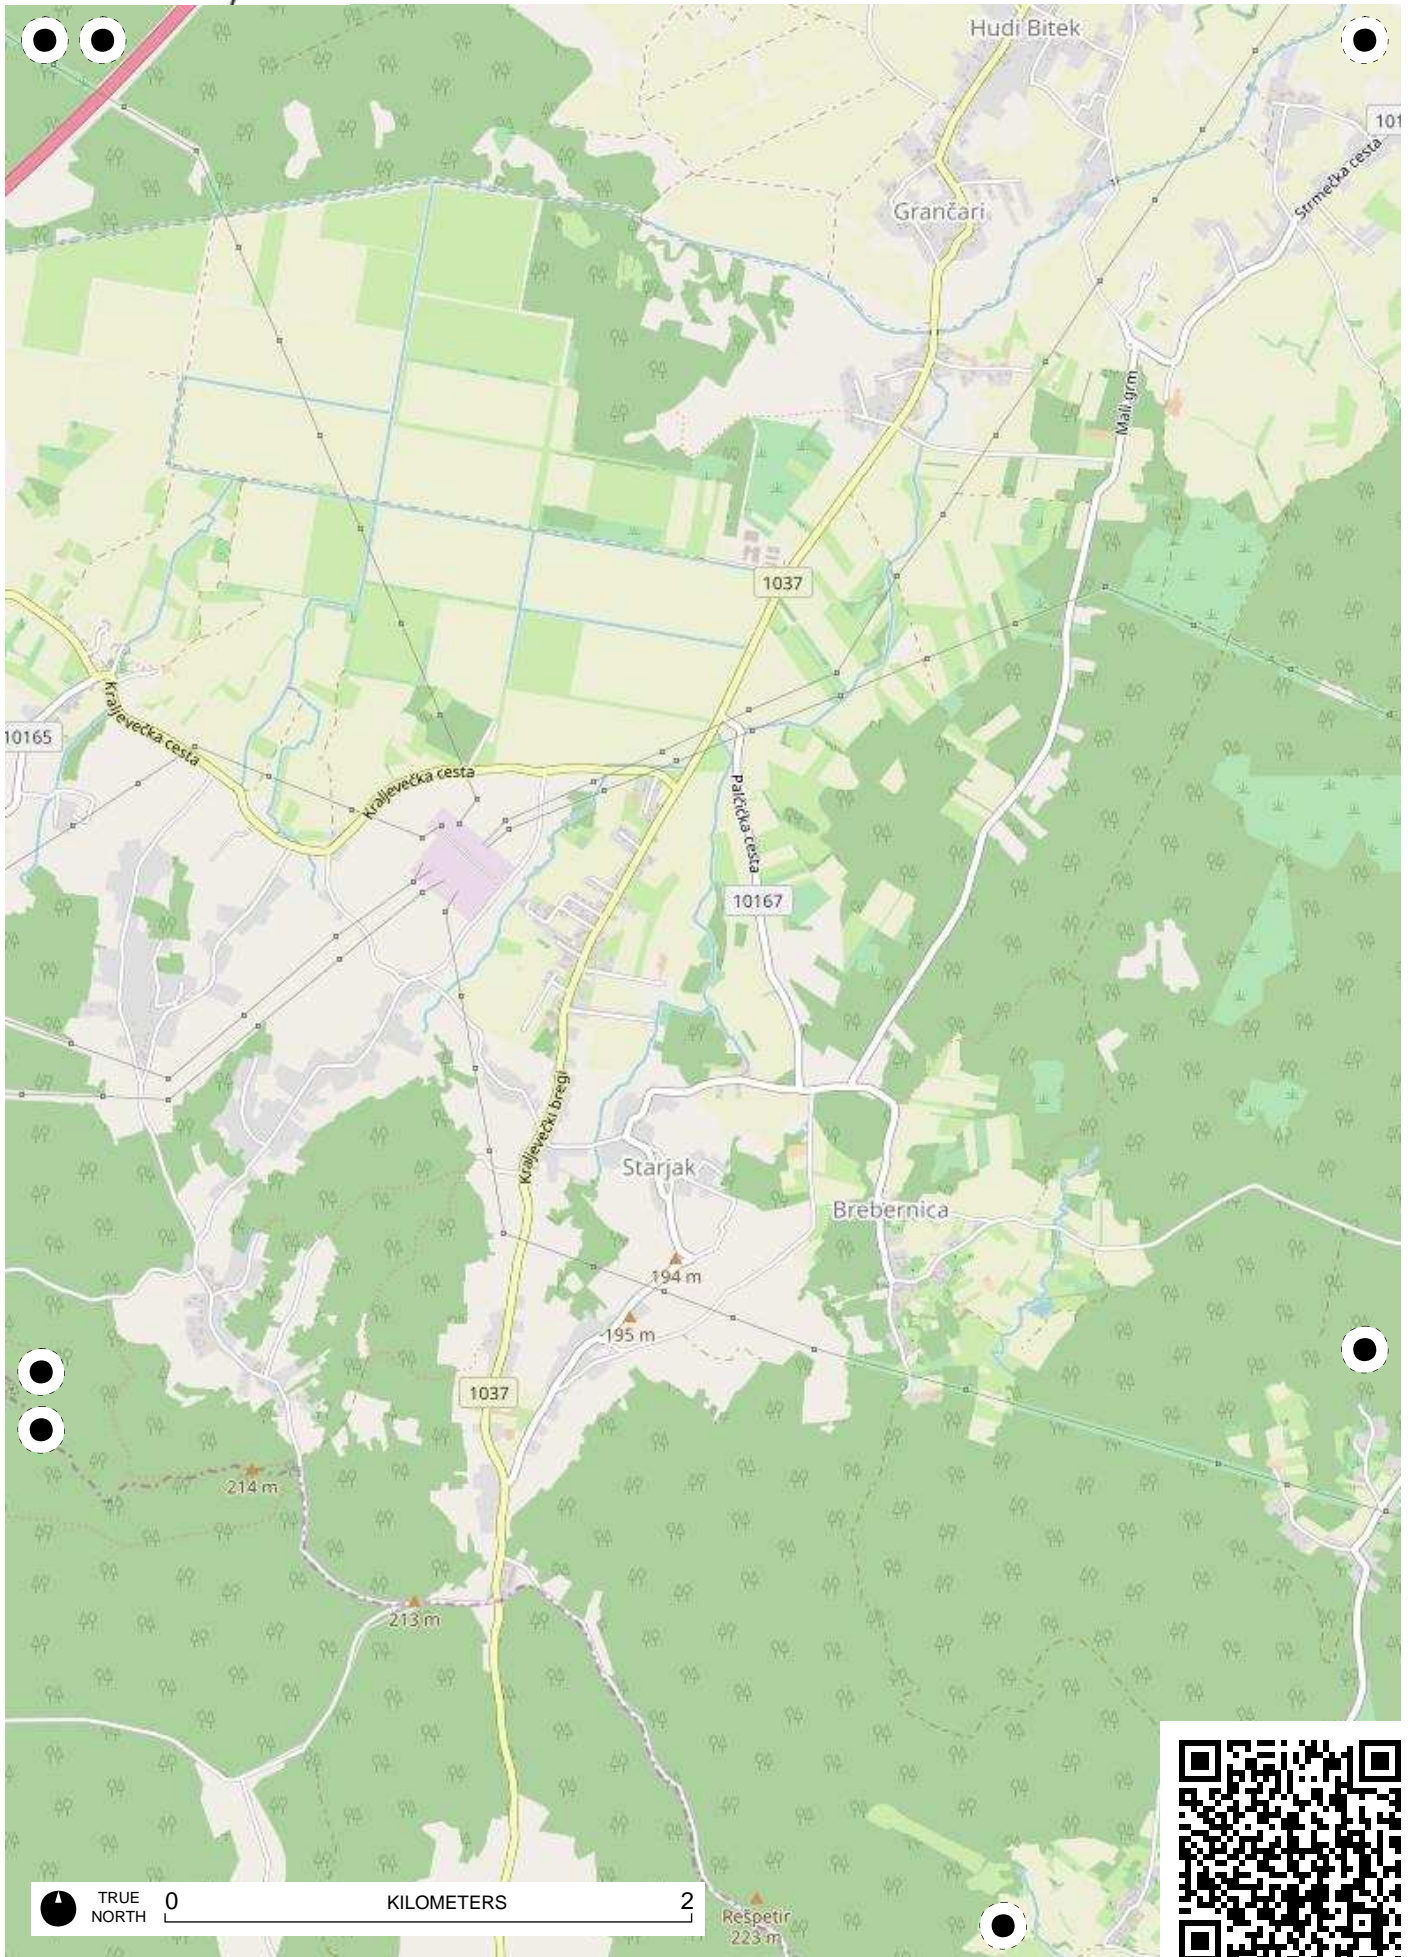 Hudi Bitek
101
Strmečka cesta
Grančari
Mali grm
1037
Kraljevečka cesta
10165
Kraljevečka cesta
Palčička cesta
10167
Kraljevečki bregi
Starjak
Brebernica
194 m
195 m
1037
214 m
213 m
TRUE
NORTH
0 KILOMETERS 2
Rešpetir
223 m